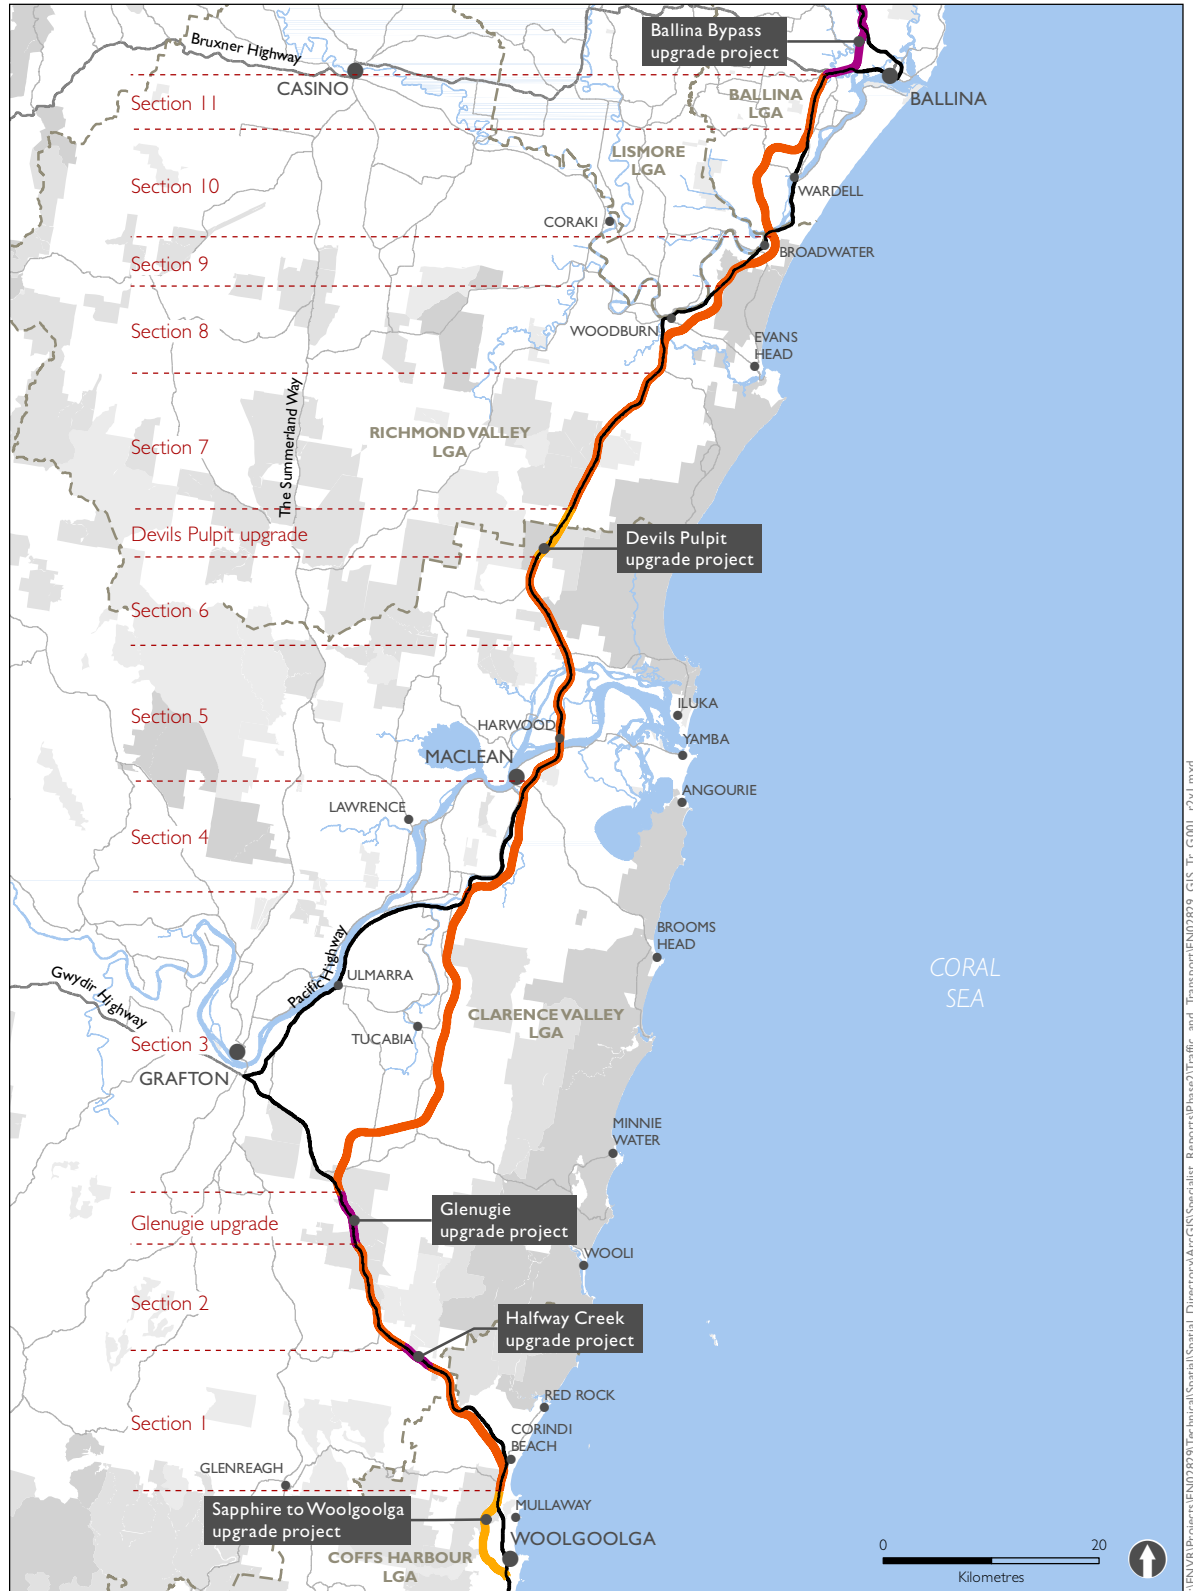 Ballina Bypass
upgrade project
Bruxner Highway
CASINO
BALLINA
BALLINA
LGA
Section 11
LISMORE
LGA
Section 10
WARDELL
CORAKI
BROADWATER
Section 9
Section 8
WOODBURN
EVANS
HEAD
The Summerland Way
RICHMOND VALLEY
LGA
Section 7
Devils Pulpit upgrade
Devils Pulpit
upgrade project
Section 6
Section 5
ILUKA
HARWOOD
YAMBA
MACLEAN
ANGOURIE
LAWRENCE
Section 4
BROOMS
HEAD
Pacific Highway
ULMARRA
CORAL
SEA
Gwydir Highway
CLARENCE VALLEY
LGA
TUCABIA
Section 3
GRAFTON
MINNIE
WATER
Glenugie upgrade
Glenugie
upgrade project
WOOLI
Section 2
Halfway Creek
upgrade project
RED ROCK
Section 1
CORINDI
BEACH
GLENREAGH
MULLAWAY
Sapphire to Woolgoolga
upgrade project
WOOLGOOLGA
COFFS HARBOUR
LGA
0 20
Kilometres